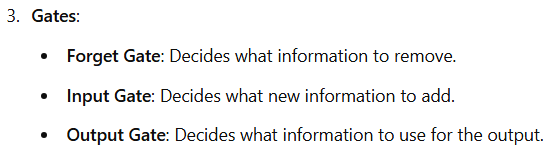 3. Gates:
• Forget Gate: Decides what information to remove.
• Input Gate: Decides what new information to add.
• Output Gate: Decides what information to use for the output.